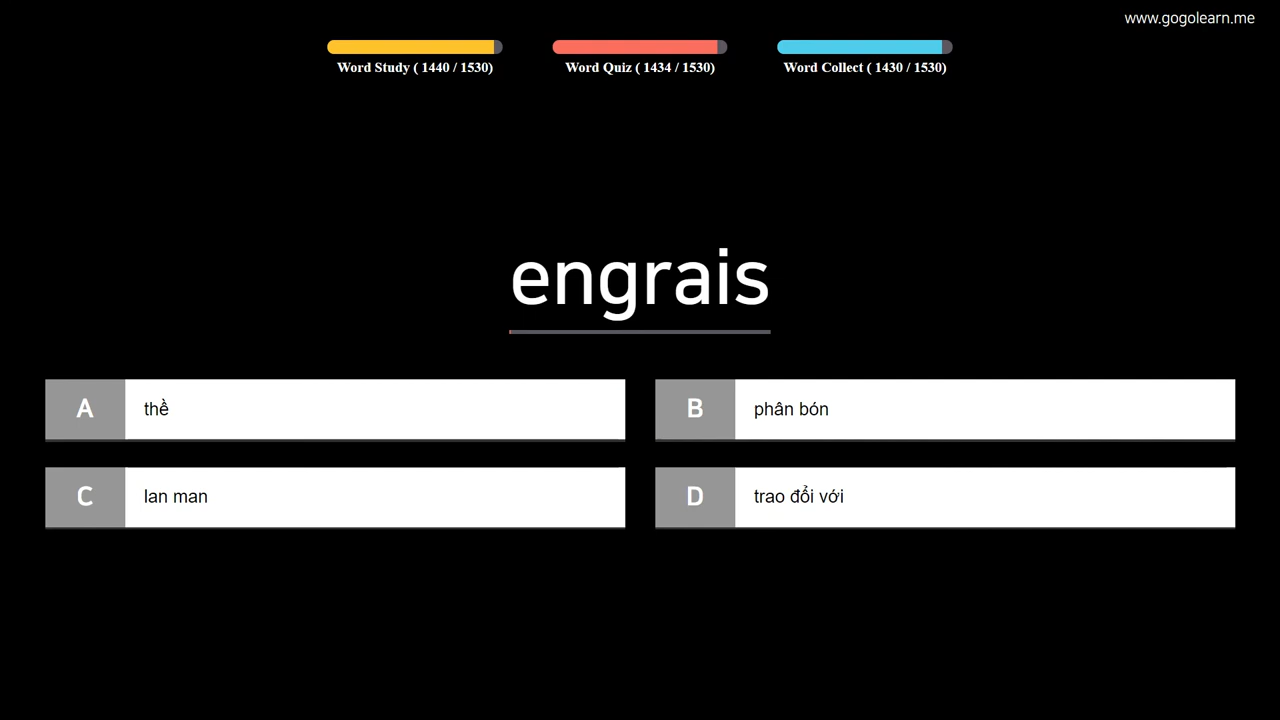 www.gogolearn.me
Word Study ( 1440 / 1530)
Word Quiz ( 1434 / 1530)
Word Collect ( 1430 / 1530)
engrais
A
thề
B
phân bón
C
lan man
D
trao đổi với